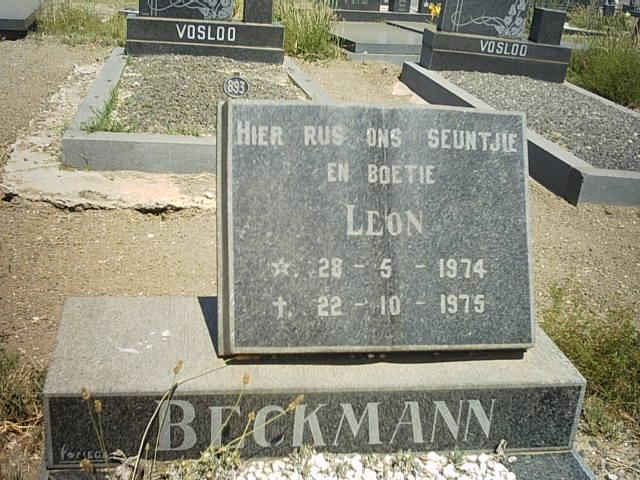 VOSLOO
VOSLOO
893
HIER RUS ONS SEUNTJIE
EN BOETIE
LEON
☆. 28 - 5 - 1974
†. 22 - 10 - 1975
BECKMANN